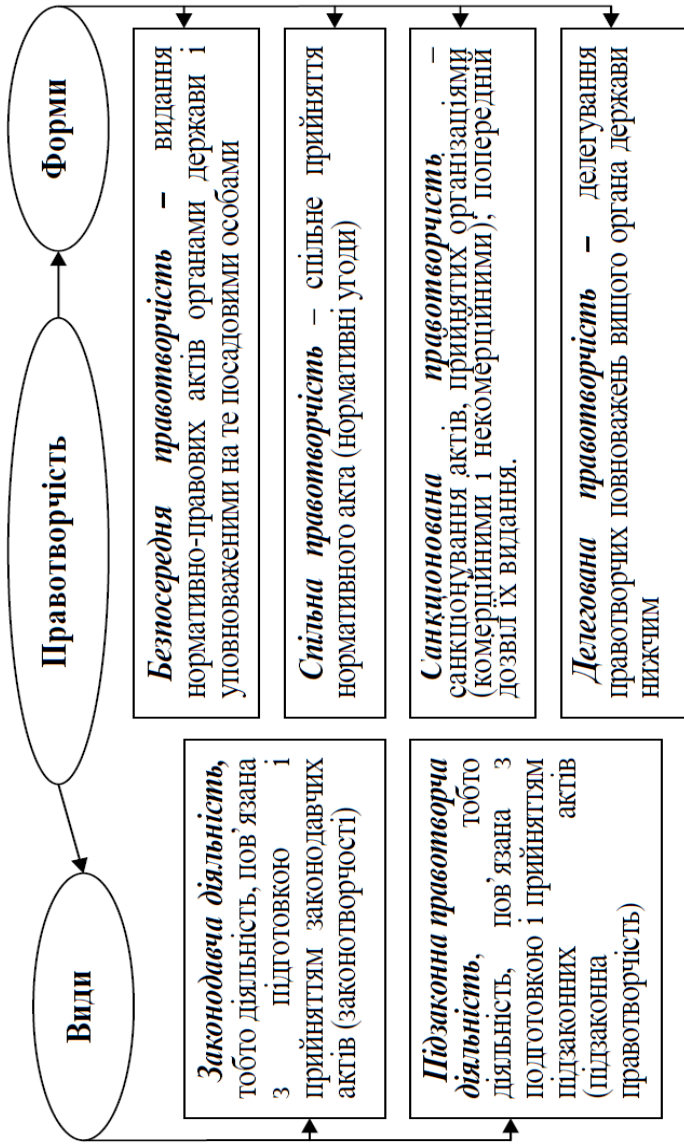 Види
Правотворчість
Форми
Законодавча діяльність,
тобто діяльність, пов’язана
з підготовкою і
прийняттям законодавчих
актів (законотворчості)
Підзаконна правотворча
діяльність, тобто
діяльність, пов’язана з
подготовкою і прийняттям
підзаконних актів
(підзаконна
правотворчість)
Безпосередня правотворчість – видання
нормативно-правових актів органами держави і
уповноваженими на те посадовими особами
Спільна правотворчість – спільне прийняття
нормативного акта (нормативні угоди)
Санкціонована правотворчість –
санкціонування актів, прийнятих організаціями
(комерційними і некомерційними); попередній
дозвіл їх видання.
Делегована правотворчість – делегування
правотворчих повноважень вищого органа держави
нижчим